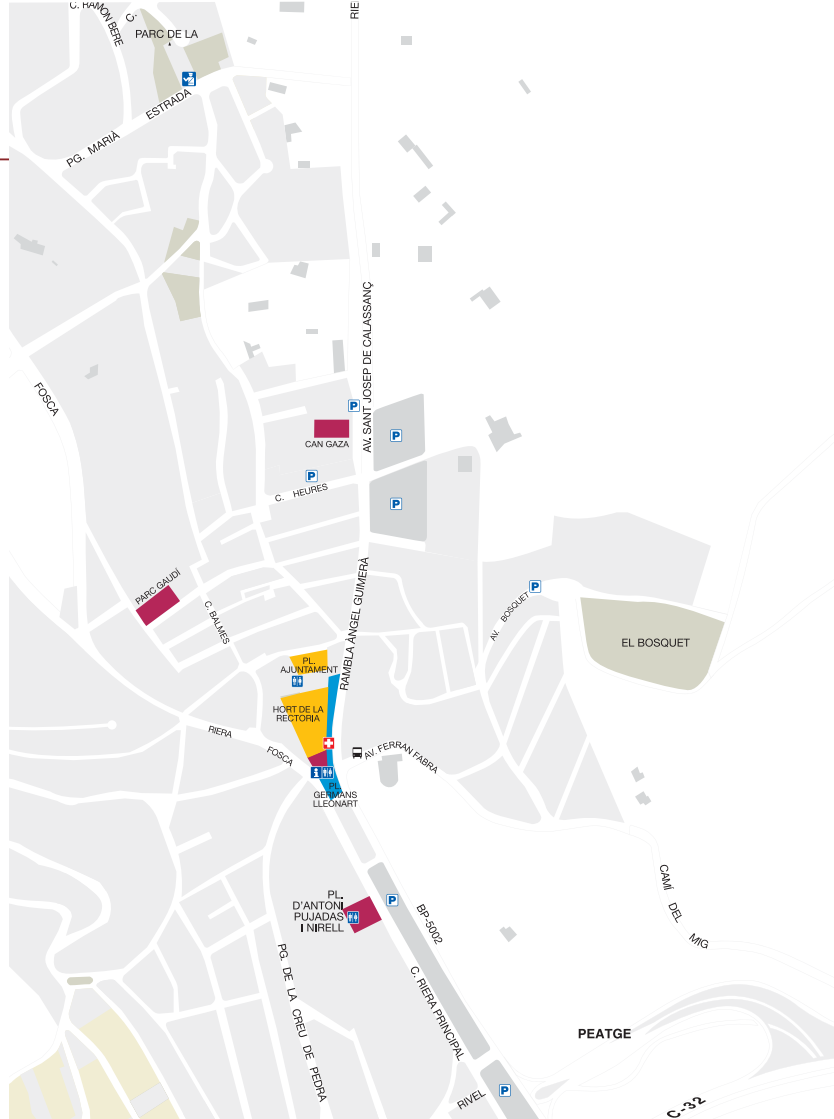 C. RAMON BERE
C.
PARC DE LA
RIE
ESTRADA
PG. MARIÀ
AV. SANT JOSEP DE CALASSANÇ
FOSCA
P
CAN GAZA
P
P
C. HEURES
P
PARC GAUDÍ
C. BALMES
RAMBLA ÀNGEL GUIMERÀ
AV. BOSQUET
P
EL BOSQUET
PL.
AJUNTAMENT
HORT DE LA
RECTORIA
RIERA
FOSCA
AV. FERRAN FABRA
i
PL.
GERMANS
LLEONART
CAMÍ DEL MIG
PL.
D'ANTONI
PUJADAS
I NIRELL
P
BP-5002
PG. DE LA CREU DE PEDRA
C. RIERA PRINCIPAL
PEATGE
P
RIVEL
C-32